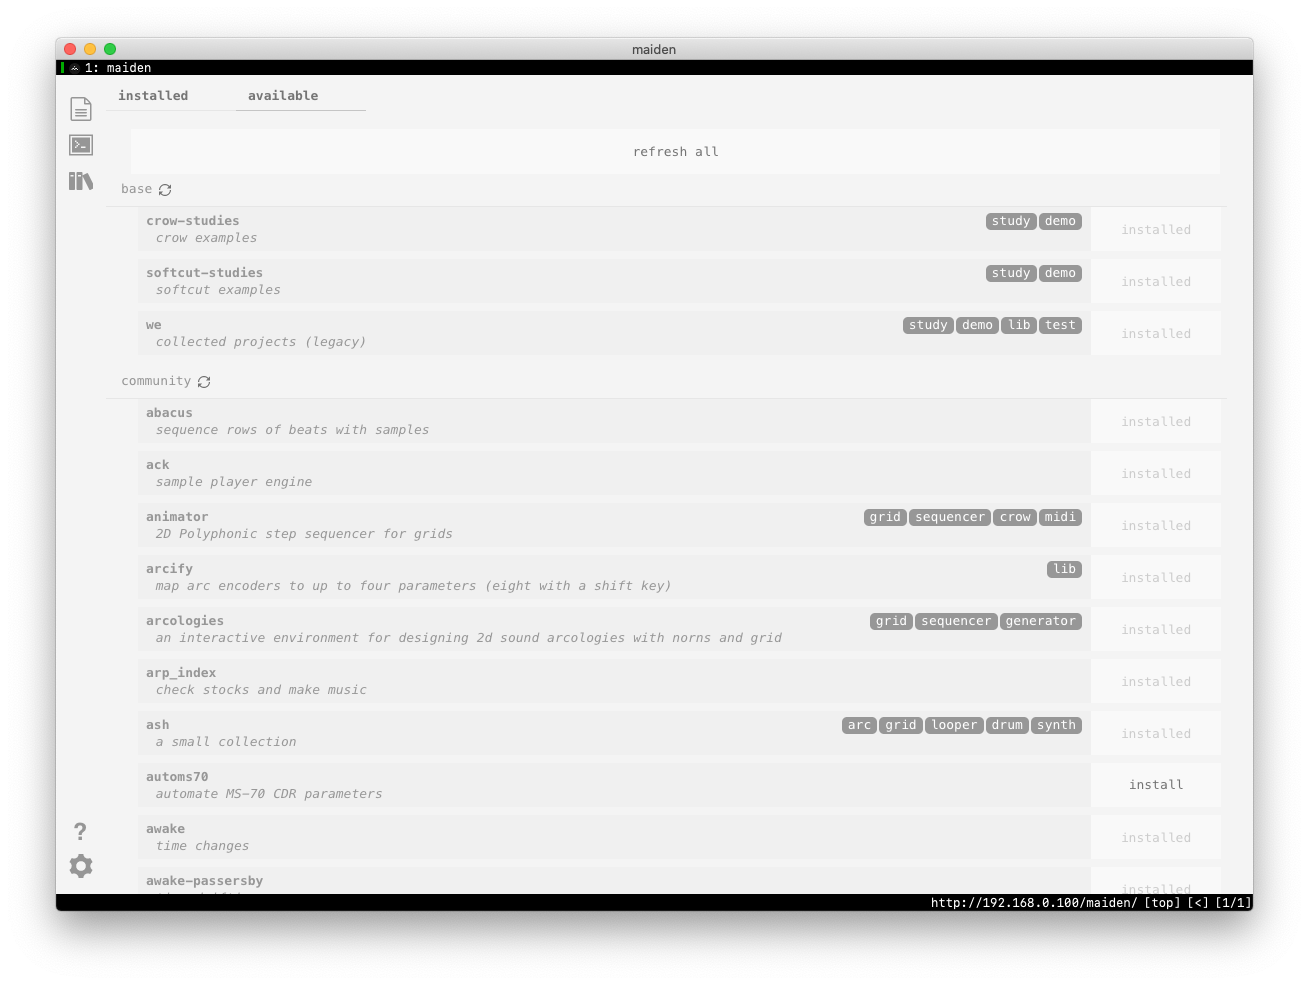 maiden
1: maiden
installed available
refresh all
base
crow-studies study demo
crow examples installed
softcut-studies study demo
softcut examples installed
we study demo lib test
collected projects (legacy) installed
community
abacus
sequence rows of beats with samples installed
ack
sample player engine installed
animator grid sequencer crow midi
2D Polyphonic step sequencer for grids installed
arcify lib
map arc encoders to up to four parameters (eight with a shift key) installed
arcologies grid sequencer generator
an interactive environment for designing 2d sound arcologies with norns and grid installed
arp_index
check stocks and make music installed
ash arc grid looper drum synth
a small collection installed
automs70
automate MS-70 CDR parameters install
awake
time changes installed
awake-passersby
installed
?
http://192.168.0.100/maiden/ [top] [<] [1/1]